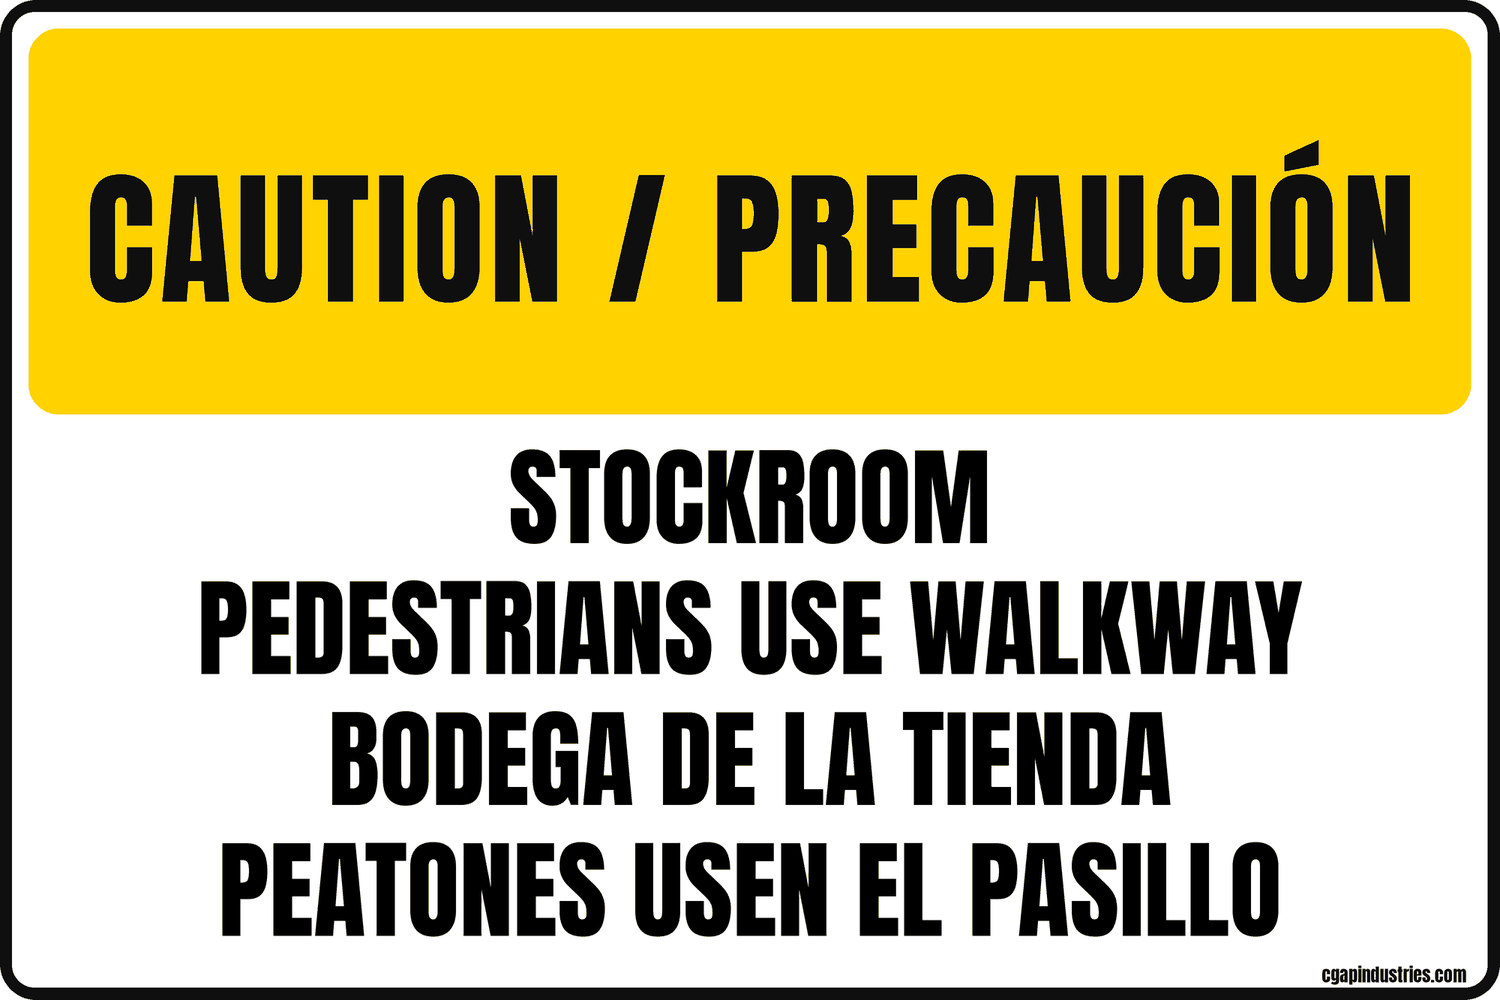 CAUTION / PRECAUCIÓN
STOCKROOM
PEDESTRIANS USE WALKWAY
BODEGA DE LA TIENDA
PEATONES USEN EL PASILLO
cgapindustries.com